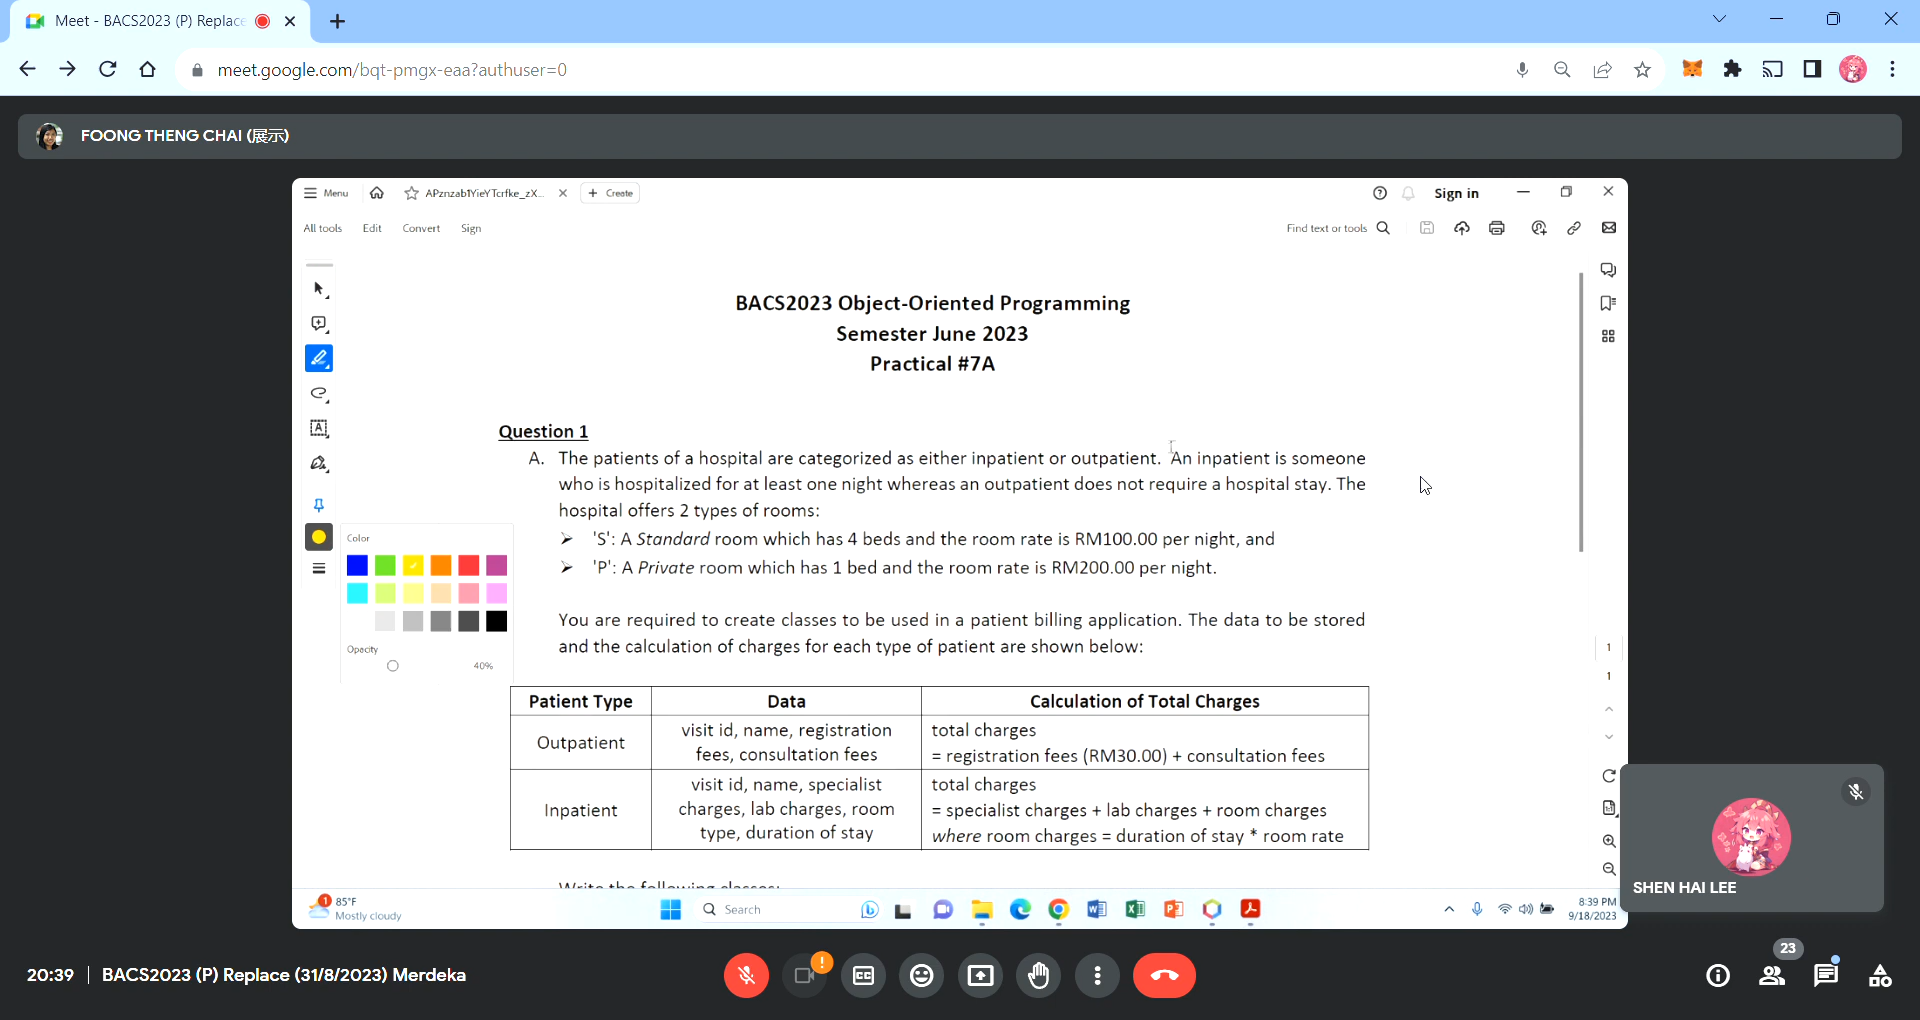 Meet - BACS2023 (P) Replace
meet.google.com/bqt-pmgx-eaa?authuser=0
FOONG THENG CHAI (展示)
Menu
APznzab1YieYTcrfke_zX...
Create
Sign in
All tools
Edit
Convert
Sign
Find text or tools
BACS2023 Object-Oriented Programming
Semester June 2023
Practical #7A
Question 1
A. The patients of a hospital are categorized as either inpatient or outpatient. An inpatient is someone
who is hospitalized for at least one night whereas an outpatient does not require a hospital stay. The
hospital offers 2 types of rooms:
➢ 'S': A Standard room which has 4 beds and the room rate is RM100.00 per night, and
➢ 'P': A Private room which has 1 bed and the room rate is RM200.00 per night.
Color
Opacity
40%
You are required to create classes to be used in a patient billing application. The data to be stored
and the calculation of charges for each type of patient are shown below:
1
1
Patient Type
Data
Calculation of Total Charges
Outpatient
visit id, name, registration
fees, consultation fees
total charges
= registration fees (RM30.00) + consultation fees
Inpatient
visit id, name, specialist
charges, lab charges, room
type, duration of stay
total charges
= specialist charges + lab charges + room charges
where room charges = duration of stay * room rate
Write the following classes:
SHEN HAI LEE
1
85°F
Mostly cloudy
Search
8:39 PM
9/18/2023
20:39 | BACS2023 (P) Replace (31/8/2023) Merdeka
23